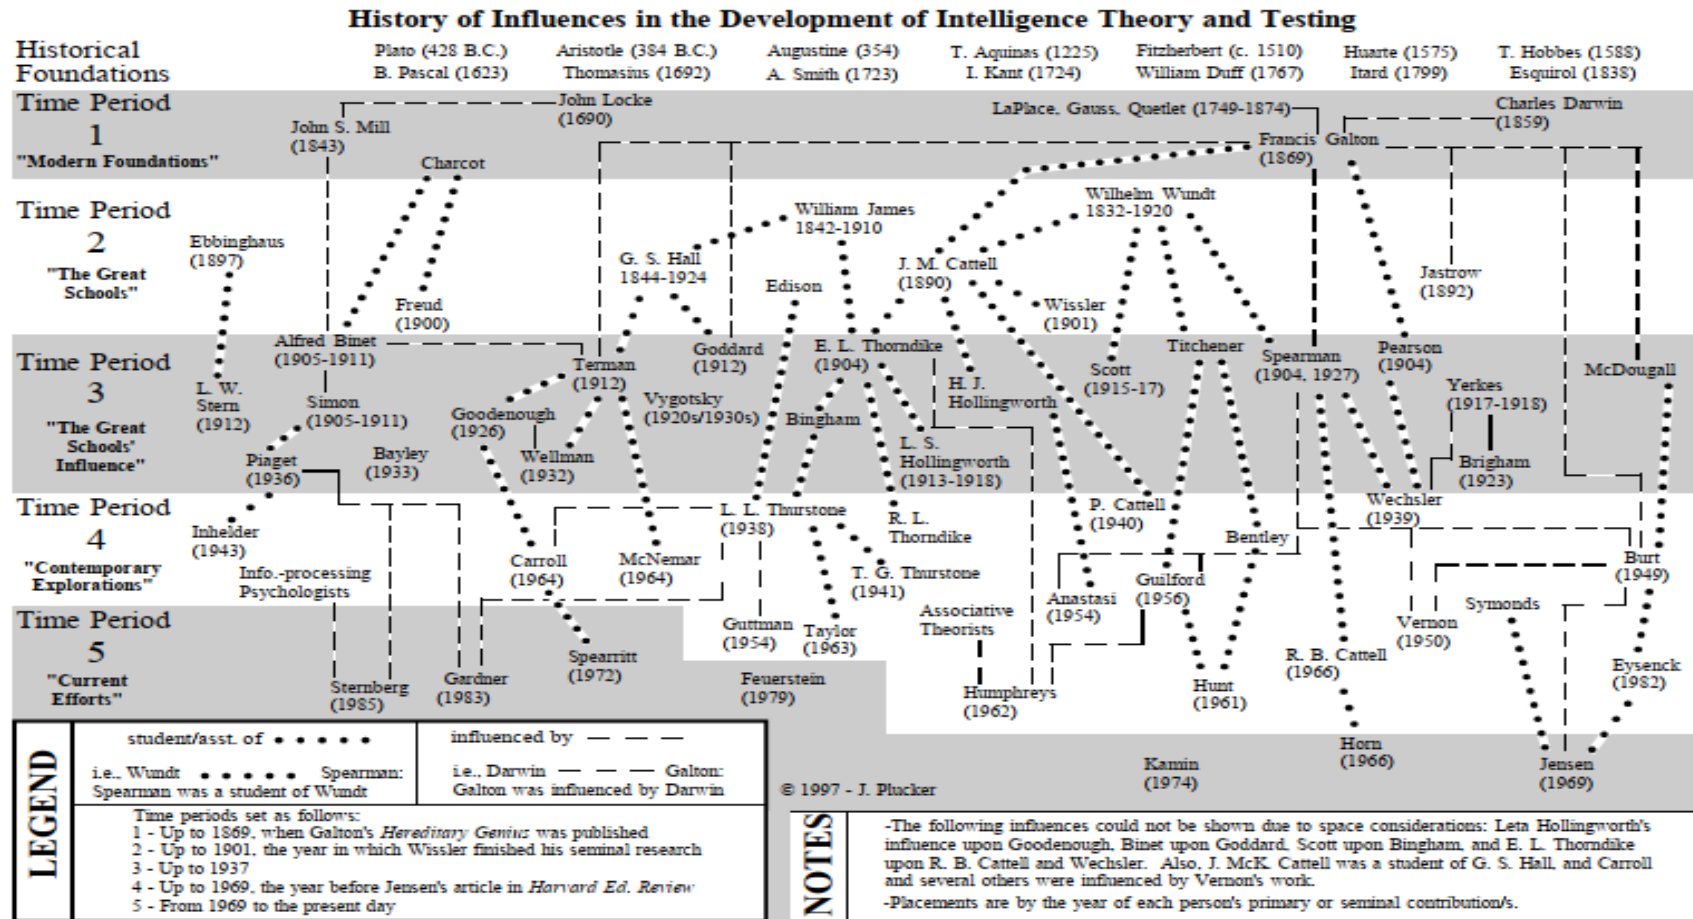 History of Influences in the Development of Intelligence Theory and Testing
Historical
Foundations
Plato (428 B.C.)
B. Pascal (1623)
Aristotle (384 B.C.)
Thomasius (1692)
Augustine (354)
A. Smith (1723)
T. Aquinas (1225)
I. Kant (1724)
Fitzherbert (c. 1510)
William Duff (1767)
Huarte (1575)
Itard (1799)
T. Hobbes (1588)
Esquirol (1838)
Time Period
1
"Modern Foundations"
John Locke
(1690)
John S. Mill
(1843)
Charcot
LaPlace, Gauss, Quetlet (1749-1874)
Charles Darwin
(1859)
Francis Galton
(1869)
Time Period
2
"The Great
Schools"
Ebbinghaus
(1897)
Freud
(1900)
William James
1842-1910
G. S. Hall
1844-1924
Edison
Wilhelm Wundt
1832-1920
J. M. Cattell
(1890)
Wissler
(1901)
Jastrow
(1892)
Time Period
3
"The Great
Schools'
Influence"
Alfred Binet
(1905-1911)
L. W.
Stern
(1912)
Simon
(1905-1911)
Piaget
(1936)
Bayley
(1933)
Terman
(1912)
Goddard
(1912)
Goodenough
(1926)
Wellman
(1932)
Vygotsky
(1920s/1930s)
E. L. Thorndike
(1904)
Bingham
H. J.
Hollingworth
L. S.
Hollingworth
(1913-1918)
Scott
(1915-17)
Titchener
Spearman
(1904, 1927)
Pearson
(1904)
Yerkes
(1917-1918)
Brigham
(1923)
McDougall
Time Period
4
"Contemporary
Explorations"
Inhelder
(1943)
Info.-processing
Psychologists
Carroll
(1964)
McNemar
(1964)
L. L. Thurstone
(1938)
R. L.
Thorndike
T. G. Thurstone
(1941)
Guttman
(1954)
Taylor
(1963)
Associative
Theorists
P. Cattell
(1940)
Bentley
Wechsler
(1939)
Burt
(1949)
Anastasi
(1954)
Guilford
(1956)
Symonds
Vernon
(1950)
R. B. Cattell
(1966)
Eysenck
(1982)
Humphreys
(1962)
Hunt
(1961)
Time Period
5
"Current
Efforts"
Sternberg
(1985)
Gardner
(1983)
Spearritt
(1972)
Feuerstein
(1979)
Kamin
(1974)
Horn
(1966)
Jensen
(1969)
© 1997 - J. Plucker
LEGEND
student/asst. of
i.e., Wundt Spearman:
Spearman was a student of Wundt
influenced by
i.e., Darwin Galton:
Galton was influenced by Darwin
Time periods set as follows:
1 - Up to 1869, when Galton's Hereditary Genius was published
2 - Up to 1901, the year in which Wissler finished his seminal research
3 - Up to 1937
4 - Up to 1969, the year before Jensen's article in Harvard Ed. Review
5 - From 1969 to the present day
NOTES
-The following influences could not be shown due to space considerations: Leta Hollingworth's
influence upon Goodenough, Binet upon Goddard, Scott upon Bingham, and E. L. Thorndike
upon R. B. Cattell and Wechsler. Also, J. McK. Cattell was a student of G. S. Hall, and Carroll
and several others were influenced by Vernon's work.
-Placements are by the year of each person's primary or seminal contribution/s.